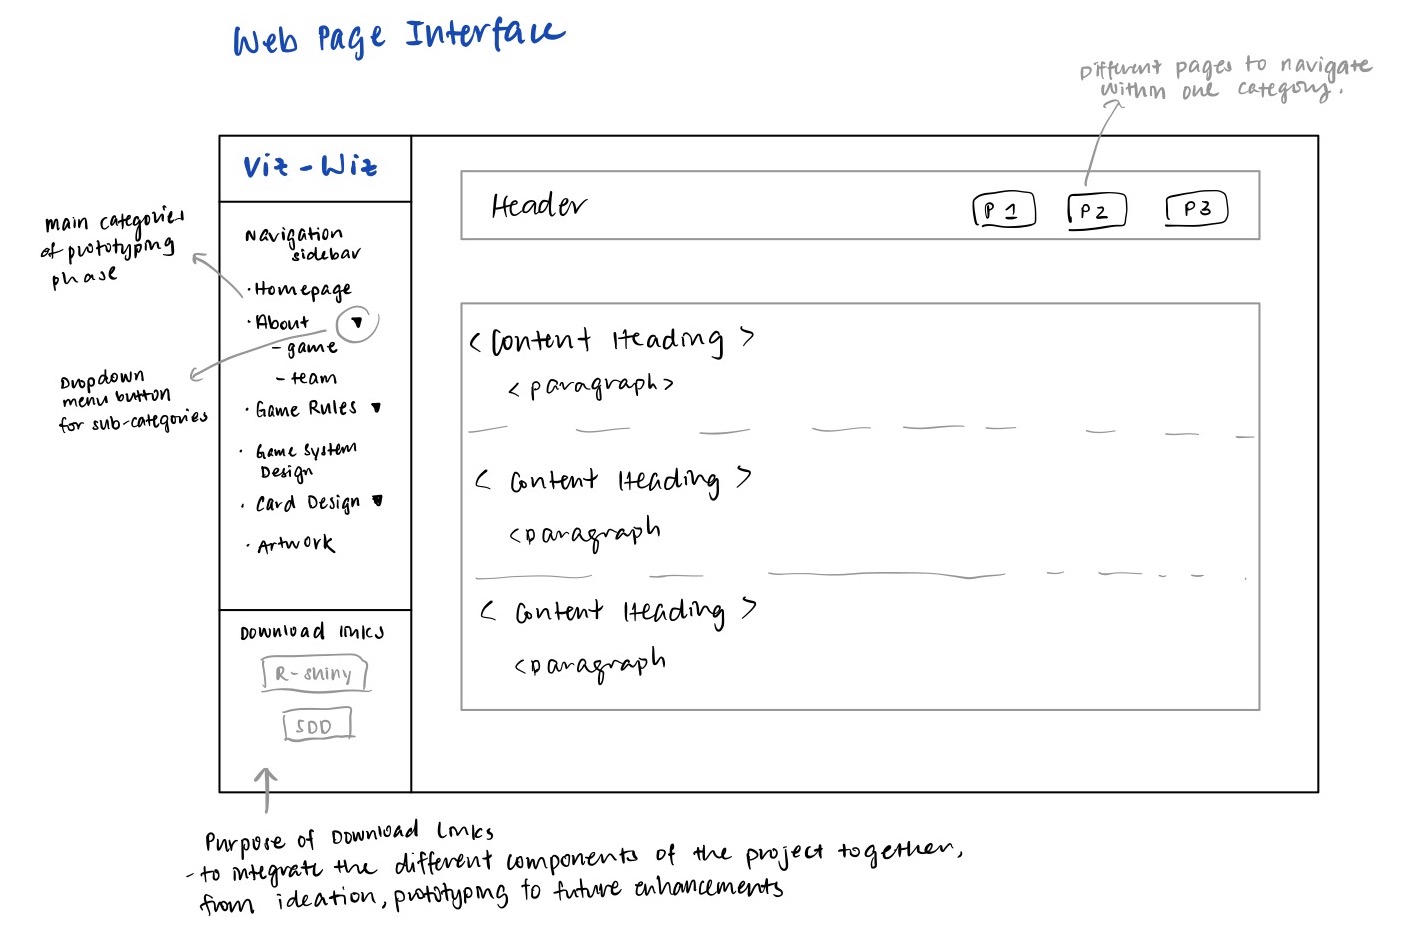 Web Page Interface
Different pages to navigate
within one category.
Viz-Wiz
Header
P1
P2
P3
main categories
of prototyping
phase
Navigation
sidebar
·Homepage
·About ▼
- game
- team
Dropdown
menu button
for sub-categories
· Game Rules ▼
· Game System
Design
· Card Design ▼
· Artwork
< Content Heading >
< paragraph>
< Content Heading >
<paragraph
< Content Heading >
<paragraph
Download links
R-shiny
SDD
Purpose of Download Links
- to integrate the different components of the project together,
from ideation, prototyping to future enhancements